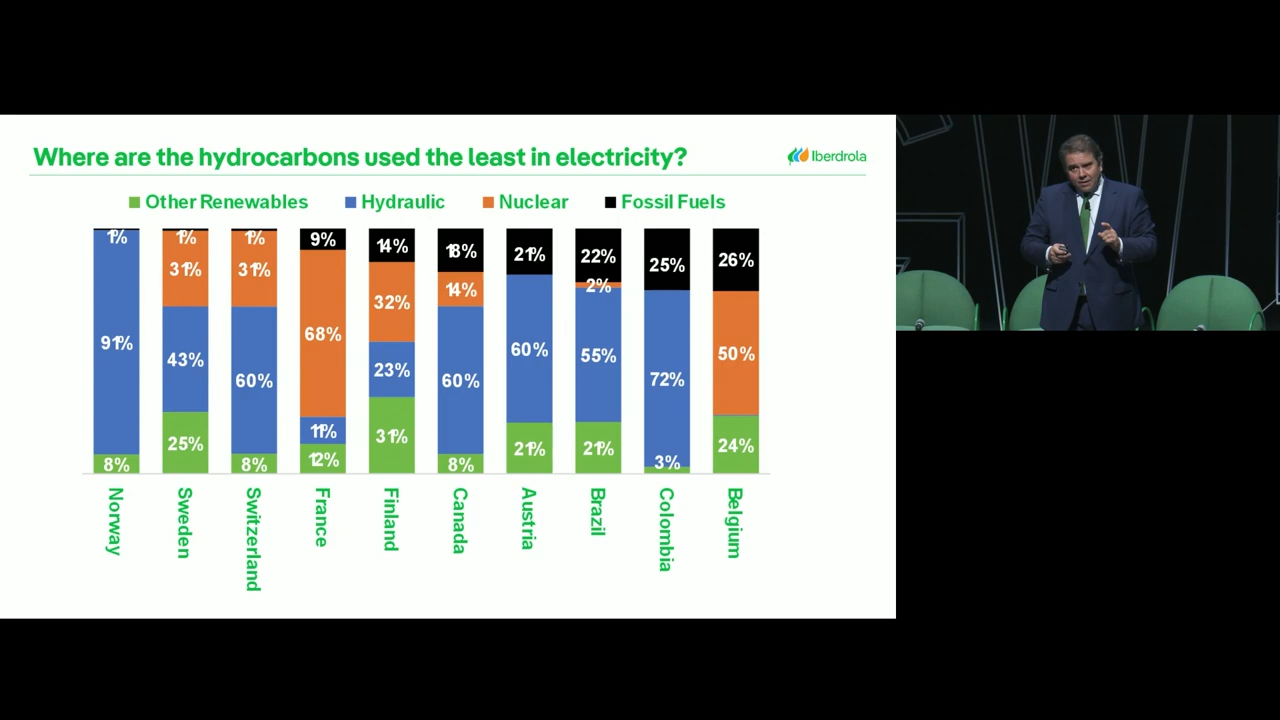 Where are the hydrocarbons used the least in electricity?
Iberdrola
Other Renewables Hydraulic Nuclear Fossil Fuels
1% 1% 1% 9% 14% 18% 21% 22% 25% 26%
31% 31% 68% 32% 14% 2% 50%
91% 43% 60% 11% 23% 60% 60% 55% 72%
8% 25% 8% 12% 31% 8% 21% 21% 3% 24%
Norway
Sweden
Switzerland
France
Finland
Canada
Austria
Brazil
Colombia
Belgium